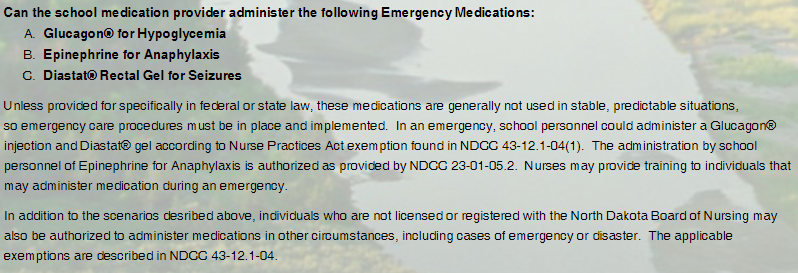 Can the school medication provider administer the following Emergency Medications:
A. Glucagon® for Hypoglycemia
B. Epinephrine for Anaphylaxis
C. Diastat® Rectal Gel for Seizures
Unless provided for specifically in federal or state law, these medications are generally not used in stable, predictable situations,
so emergency care procedures must be in place and implemented. In an emergency, school personnel could administer a Glucagon®
injection and Diastat® gel according to Nurse Practices Act exemption found in NDCC 43-12.1-04(1). The administration by school
personnel of Epinephrine for Anaphylaxis is authorized as provided by NDCC 23-01-05.2. Nurses may provide training to individuals that
may administer medication during an emergency.
In addition to the scenarios desribed above, individuals who are not licensed or registered with the North Dakota Board of Nursing may
also be authorized to administer medications in other circumstances, including cases of emergency or disaster. The applicable
exemptions are described in NDCC 43-12.1-04.